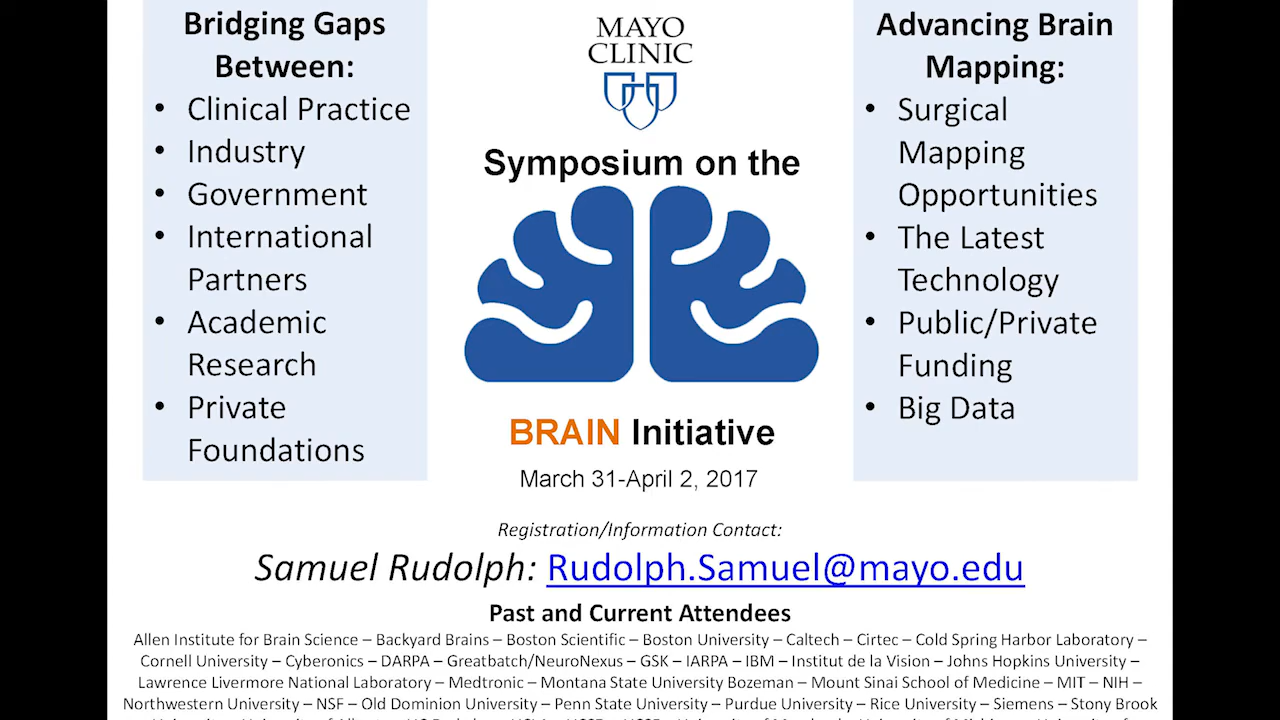 Bridging Gaps
Between:
• Clinical Practice
• Industry
• Government
• International
Partners
• Academic
Research
• Private
Foundations
MAYO
CLINIC
Symposium on the
BRAIN Initiative
March 31-April 2, 2017
Advancing Brain
Mapping:
• Surgical
Mapping
Opportunities
• The Latest
Technology
• Public/Private
Funding
• Big Data
Registration/Information Contact:
Samuel Rudolph: Rudolph.Samuel@mayo.edu
Past and Current Attendees
Allen Institute for Brain Science – Backyard Brains – Boston Scientific – Boston University – Caltech – Cirtec – Cold Spring Harbor Laboratory –
Cornell University – Cyberonics – DARPA – Greatbatch/NeuroNexus – GSK – IARPA – IBM – Institut de la Vision – Johns Hopkins University –
Lawrence Livermore National Laboratory – Medtronic – Montana State University Bozeman – Mount Sinai School of Medicine – MIT – NIH –
Northwestern University – NSF – Old Dominion University – Penn State University – Purdue University – Rice University – Siemens – Stony Brook